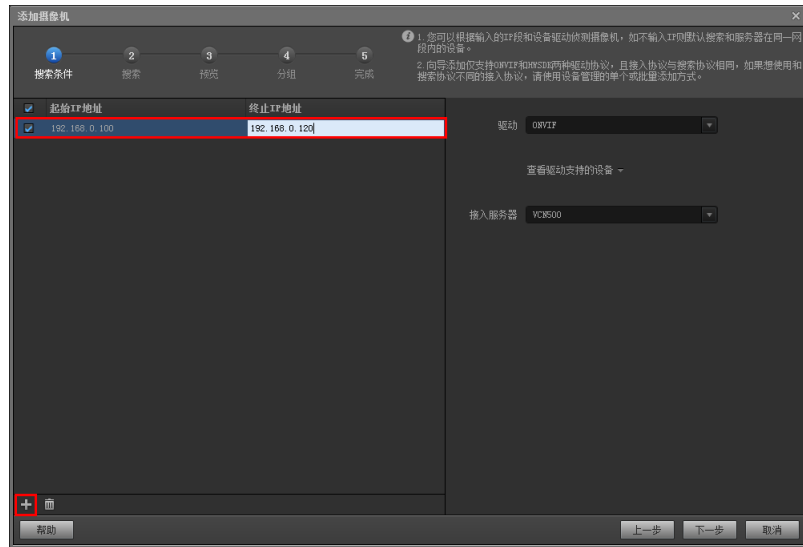 添加摄像机
1 2 3 4 5
搜索条件 搜索 预览 分组 完成
1. 您可以根据输入的IP段和设备驱动侦测摄像机，如不输入IP则默认搜索和服务器在同一网
段内的设备。
2. 向导添加仅支持ONVIF和HWSDK两种驱动协议，且接入协议与搜索协议相同，如果想使用和
搜索协议不同的接入协议，请使用设备管理的单个或批量添加方式。
起始IP地址 终止IP地址
192.168.0.100 192.168.0.120
驱动 ONVIF
查看驱动支持的设备
接入服务器 VCN500
帮助 上一步 下一步 取消